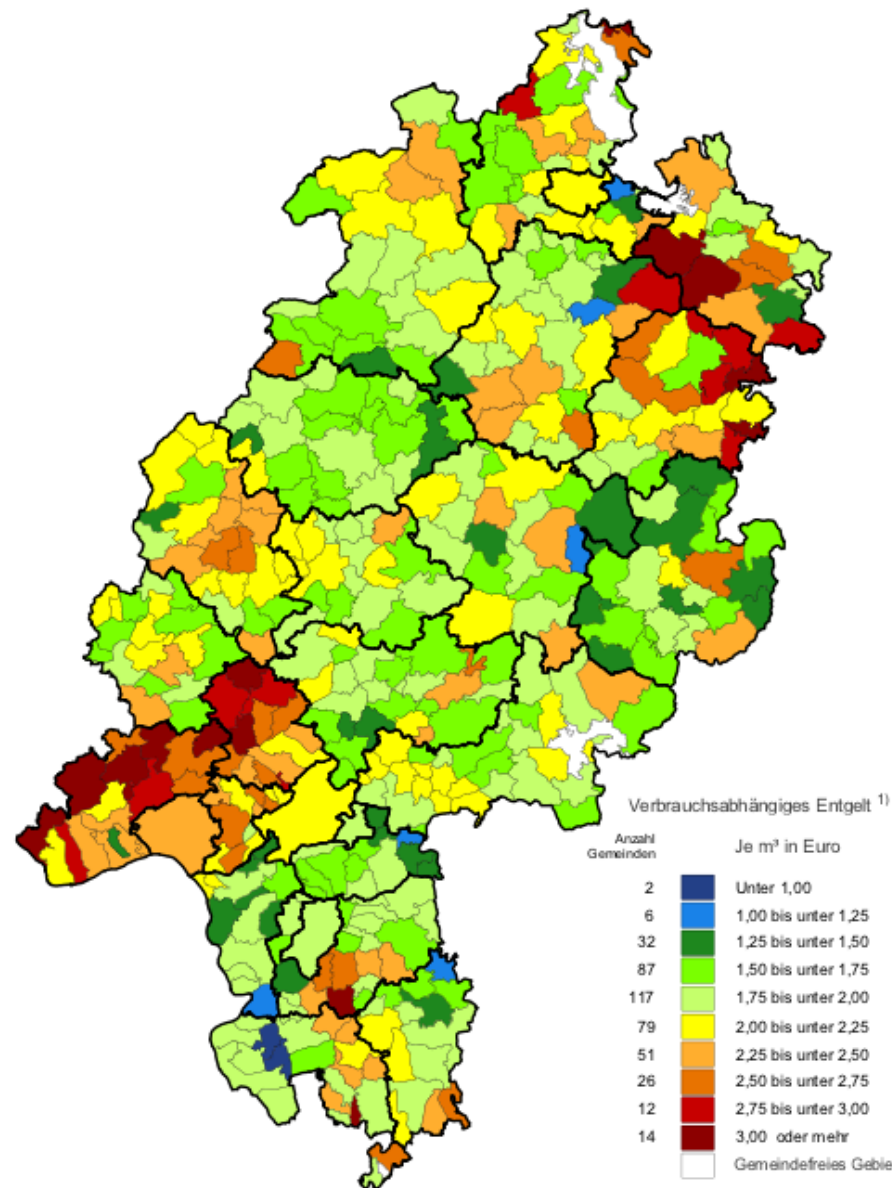 Verbrauchsabhängiges Entgelt 1)
Anzahl
Gemeinden
Je m³ in Euro
2 Unter 1,00
6 1,00 bis unter 1,25
32 1,25 bis unter 1,50
87 1,50 bis unter 1,75
117 1,75 bis unter 2,00
79 2,00 bis unter 2,25
51 2,25 bis unter 2,50
26 2,50 bis unter 2,75
12 2,75 bis unter 3,00
14 3,00 oder mehr
Gemeindefreies Gebie